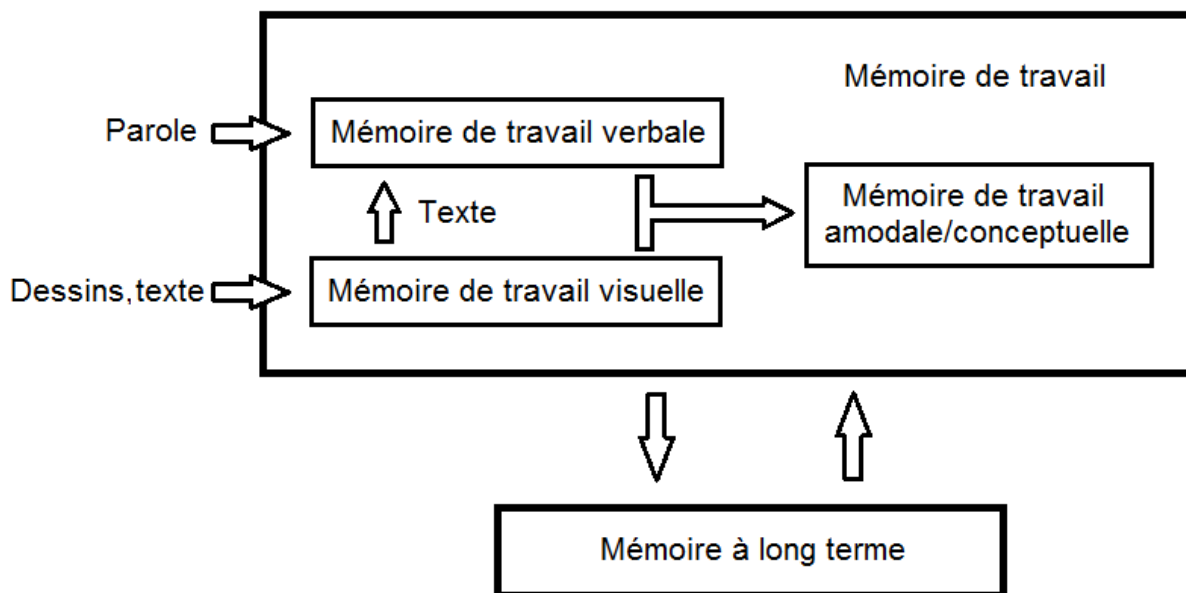 Mémoire de travail
Parole
Mémoire de travail verbale
Mémoire de travail
amodale/conceptuelle
Texte
Dessins,texte
Mémoire de travail visuelle
Mémoire à long terme